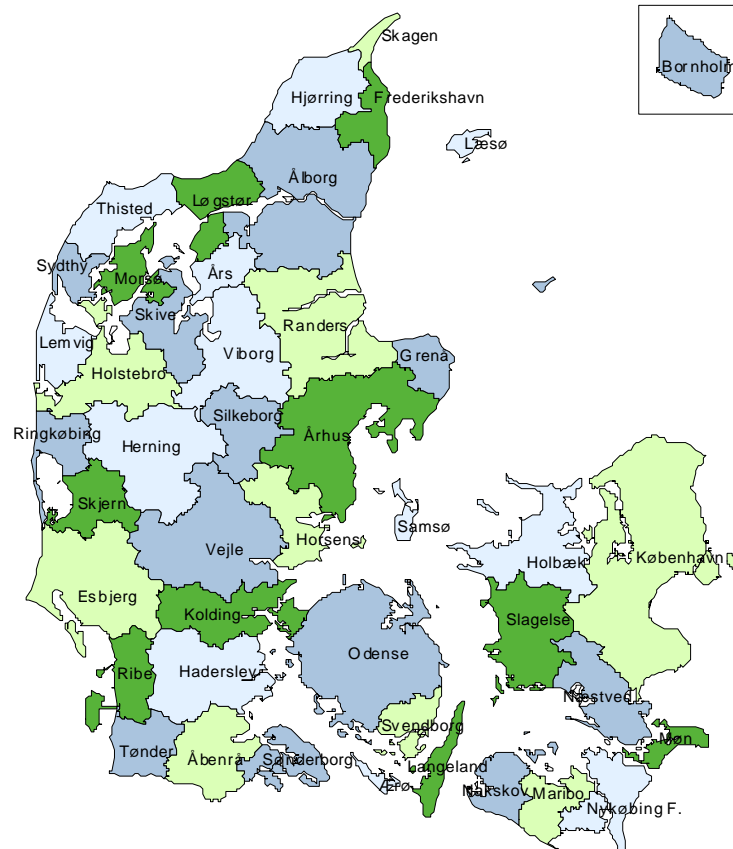 Skagen
Bornholm
Hjørring
Frederikshavn
Læsø
Ålborg
Løgstør
Thisted
Sydthy
Års
Morsø
Skive
Randers
Lemvig
Viborg
Grenå
Holstebro
Silkeborg
Ringkøbing
Herning
Århus
Skjern
Samsø
Horsens
Vejle
Holbæk
København
Esbjerg
Kolding
Slagelse
Odense
Ribe
Haderslev
Næstved
Svendborg
Møn
Tønder
Åbenrå
Sønderborg
Langeland
Ærø
Nakskov
Maribo
Nykøbing F.